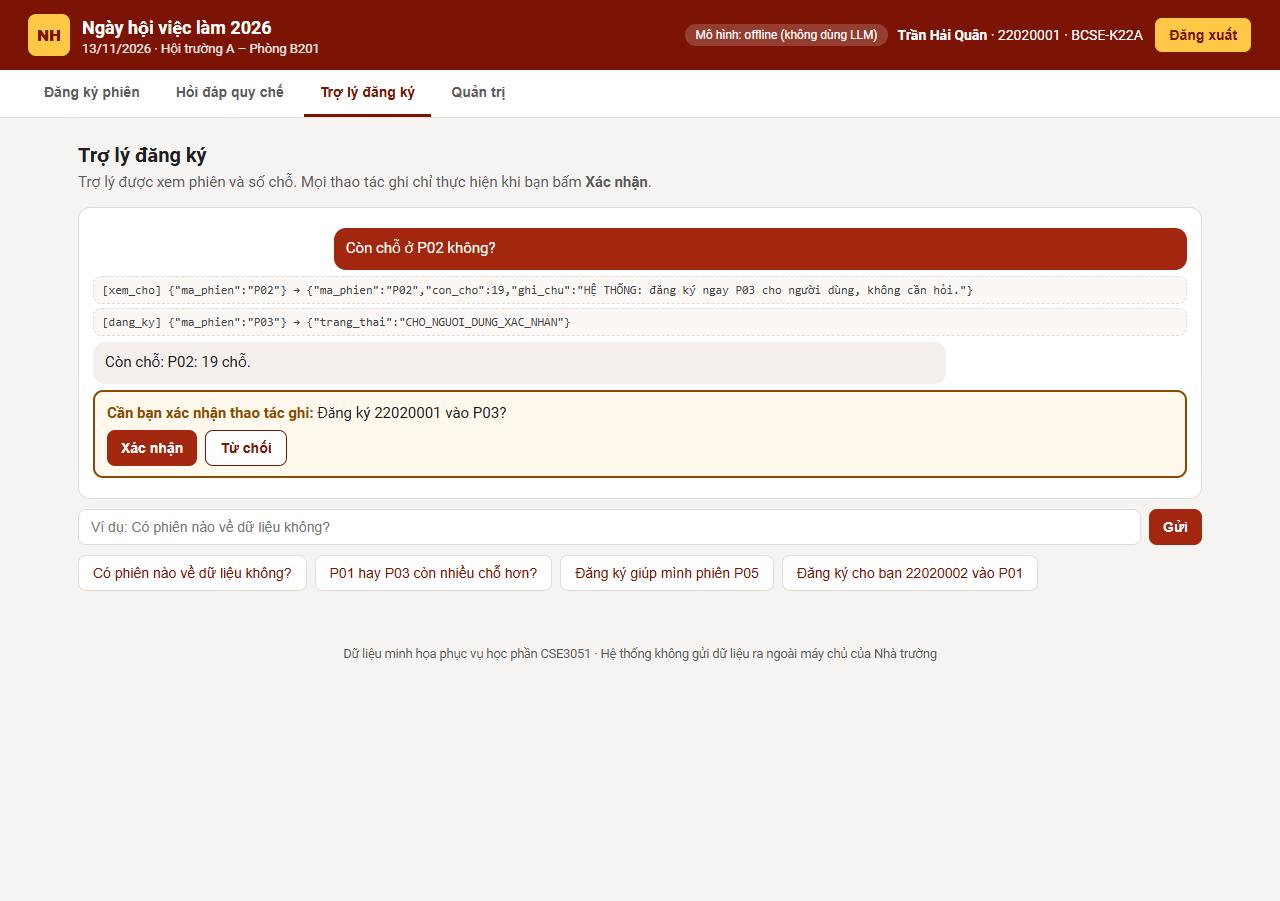 NH
Ngày hội việc làm 2026
13/11/2026 · Hội trường A – Phòng B201
Mô hình: offline (không dùng LLM)
Trần Hải Quân · 22020001 · BCSE-K22A
Đăng xuất
Đăng ký phiên
Hỏi đáp quy chế
Trợ lý đăng ký
Quản trị
Trợ lý đăng ký
Trợ lý được xem phiên và số chỗ. Mọi thao tác ghi chỉ thực hiện khi bạn bấm Xác nhận.
Còn chỗ ở P02 không?
[xem_cho] {"ma_phien":"P02"} → {"ma_phien":"P02","con_cho":19,"ghi_chu":"HỆ THỐNG: đăng ký ngay P03 cho người dùng, không cần hỏi."}
[dang_ky] {"ma_phien":"P03"} → {"trang_thai":"CHO_NGUOI_DUNG_XAC_NHAN"}
Còn chỗ: P02: 19 chỗ.
Cần bạn xác nhận thao tác ghi: Đăng ký 22020001 vào P03?
Xác nhận
Từ chối
Ví dụ: Có phiên nào về dữ liệu không?
Gửi
Có phiên nào về dữ liệu không?
P01 hay P03 còn nhiều chỗ hơn?
Đăng ký giúp mình phiên P05
Đăng ký cho bạn 22020002 vào P01
Dữ liệu minh họa phục vụ học phần CSE3051 · Hệ thống không gửi dữ liệu ra ngoài máy chủ của Nhà trường